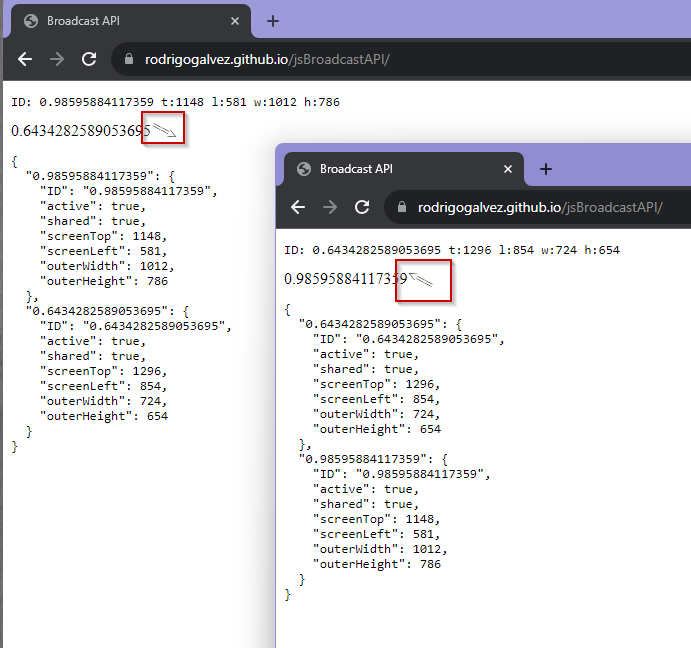 Broadcast API
rodrigogalvez.github.io/jsBroadcastAPI/
ID: 0.98595884117359 t:1148 l:581 w:1012 h:786
0.6434282589053695
{
"0.98595884117359": {
"ID": "0.98595884117359",
"active": true,
"shared": true,
"screenTop": 1148,
"screenLeft": 581,
"outerWidth": 1012,
"outerHeight": 786
},
"0.6434282589053695": {
"ID": "0.6434282589053695",
"active": true,
"shared": true,
"screenTop": 1296,
"screenLeft": 854,
"outerWidth": 724,
"outerHeight": 654
}
}
Broadcast API
rodrigogalvez.github.io/jsBroadcastAPI/
ID: 0.6434282589053695 t:1296 l:854 w:724 h:654
0.98595884117359
{
"0.6434282589053695": {
"ID": "0.6434282589053695",
"active": true,
"shared": true,
"screenTop": 1296,
"screenLeft": 854,
"outerWidth": 724,
"outerHeight": 654
},
"0.98595884117359": {
"ID": "0.98595884117359",
"active": true,
"shared": true,
"screenTop": 1148,
"screenLeft": 581,
"outerWidth": 1012,
"outerHeight": 786
}
}